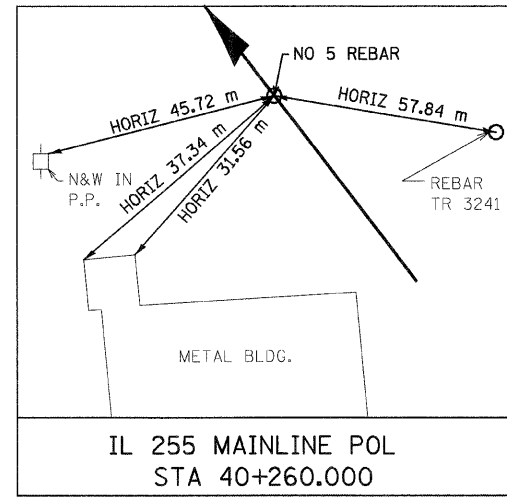 NO 5 REBAR
HORIZ 45.72 m
HORIZ 57.84 m
HORIZ 37.34 m
HORIZ 31.56 m
N&W IN
P.P.
REBAR
TR 3241
METAL BLDG.
IL 255 MAINLINE POL
STA 40+260.000